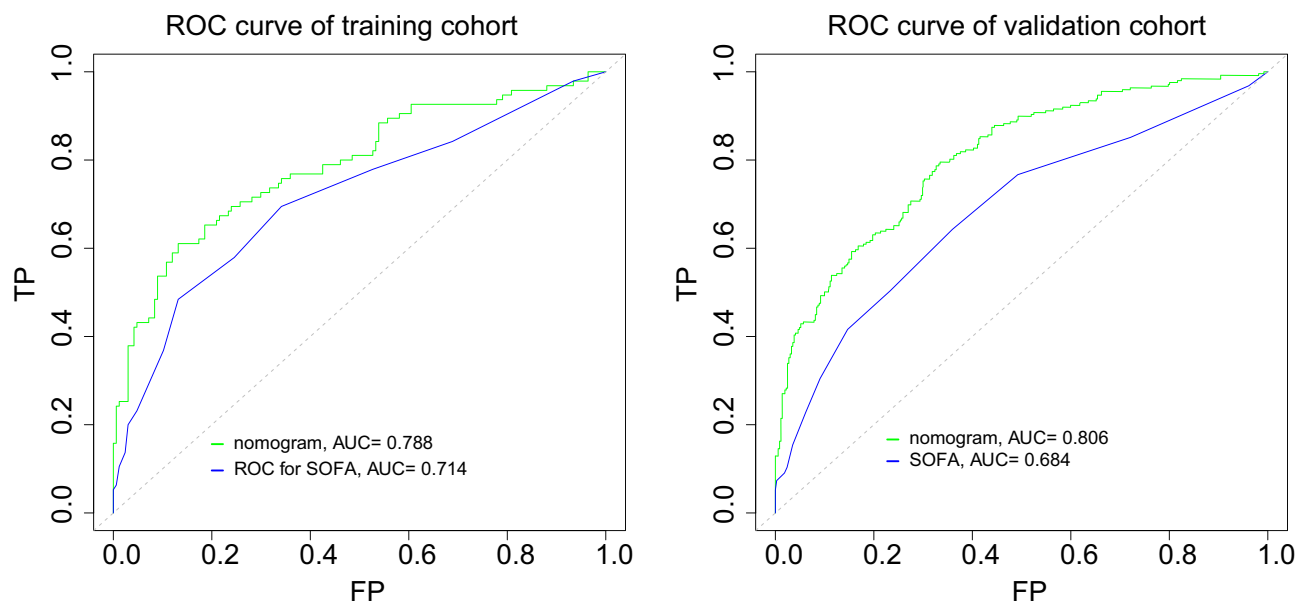 ROC curve of training cohort
TP
1.0
0.8
0.6
0.4
0.2
0.0
nomogram, AUC= 0.788
ROC for SOFA, AUC= 0.714
0.0 0.2 0.4 0.6 0.8 1.0
FP
ROC curve of validation cohort
TP
1.0
0.8
0.6
0.4
0.2
0.0
nomogram, AUC= 0.806
SOFA, AUC= 0.684
0.0 0.2 0.4 0.6 0.8 1.0
FP